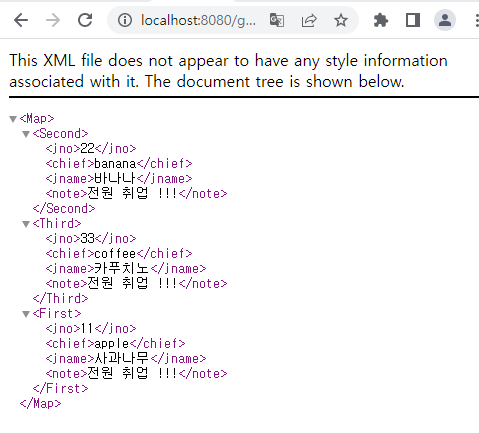 localhost:8080/g...
This XML file does not appear to have any style information
associated with it. The document tree is shown below.
<Map>
<Second>
<jno>22</jno>
<chief>banana</chief>
<jname>바나나</jname>
<note>전원 취업 !!!</note>
</Second>
<Third>
<jno>33</jno>
<chief>coffee</chief>
<jname>카푸치노</jname>
<note>전원 취업 !!!</note>
</Third>
<First>
<jno>11</jno>
<chief>apple</chief>
<jname>사과나무</jname>
<note>전원 취업 !!!</note>
</First>
</Map>